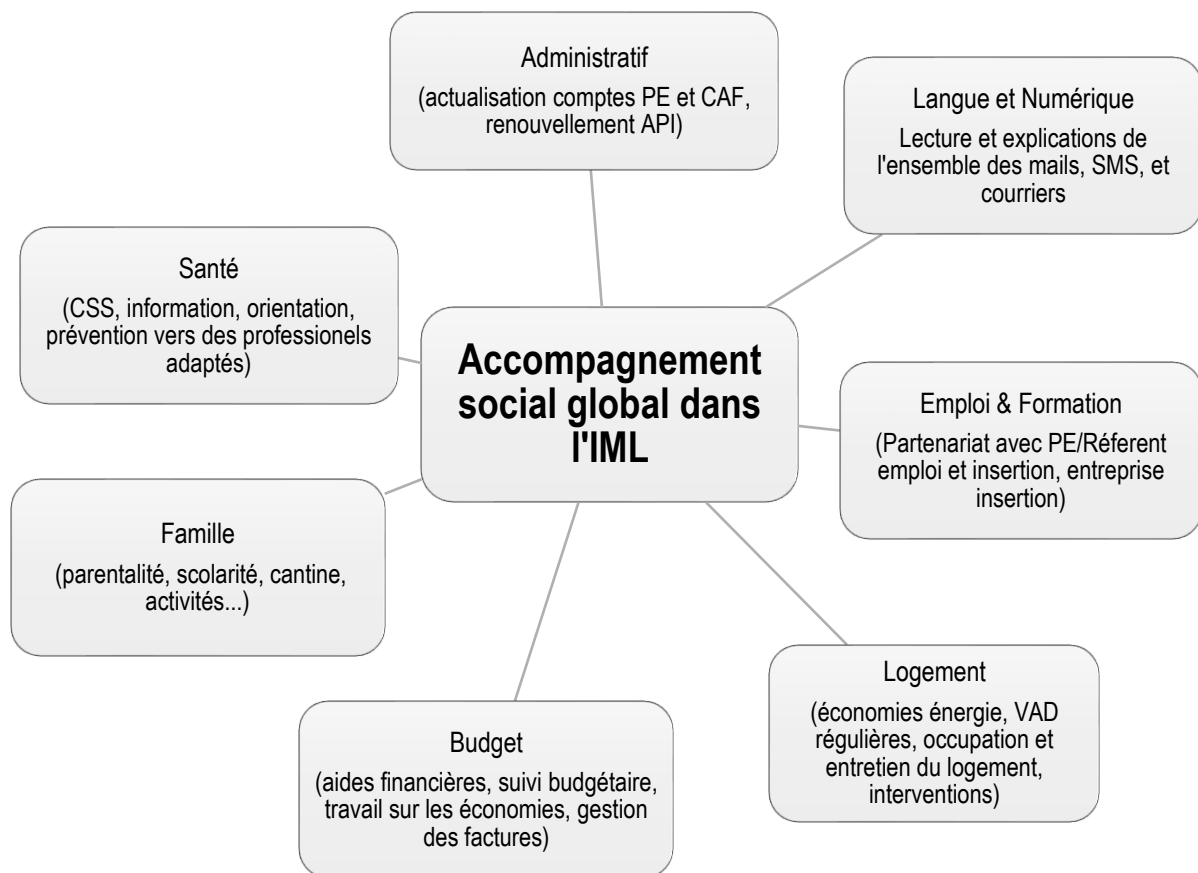 Administratif
(actualisation comptes PE et CAF,
renouvellement API)
Langue et Numérique
Lecture et explications de
l'ensemble des mails, SMS, et
courriers
Santé
(CSS, information, orientation,
prévention vers des professionels
adaptés)
Accompagnement
social global dans
l'IML
Emploi & Formation
(Partenariat avec PE/Réferent
emploi et insertion, entreprise
insertion)
Famille
(parentalité, scolarité, cantine,
activités...)
Logement
(économies énergie, VAD
régulières, occupation et
entretien du logement,
interventions)
Budget
(aides financières, suivi budgétaire,
travail sur les économies, gestion
des factures)